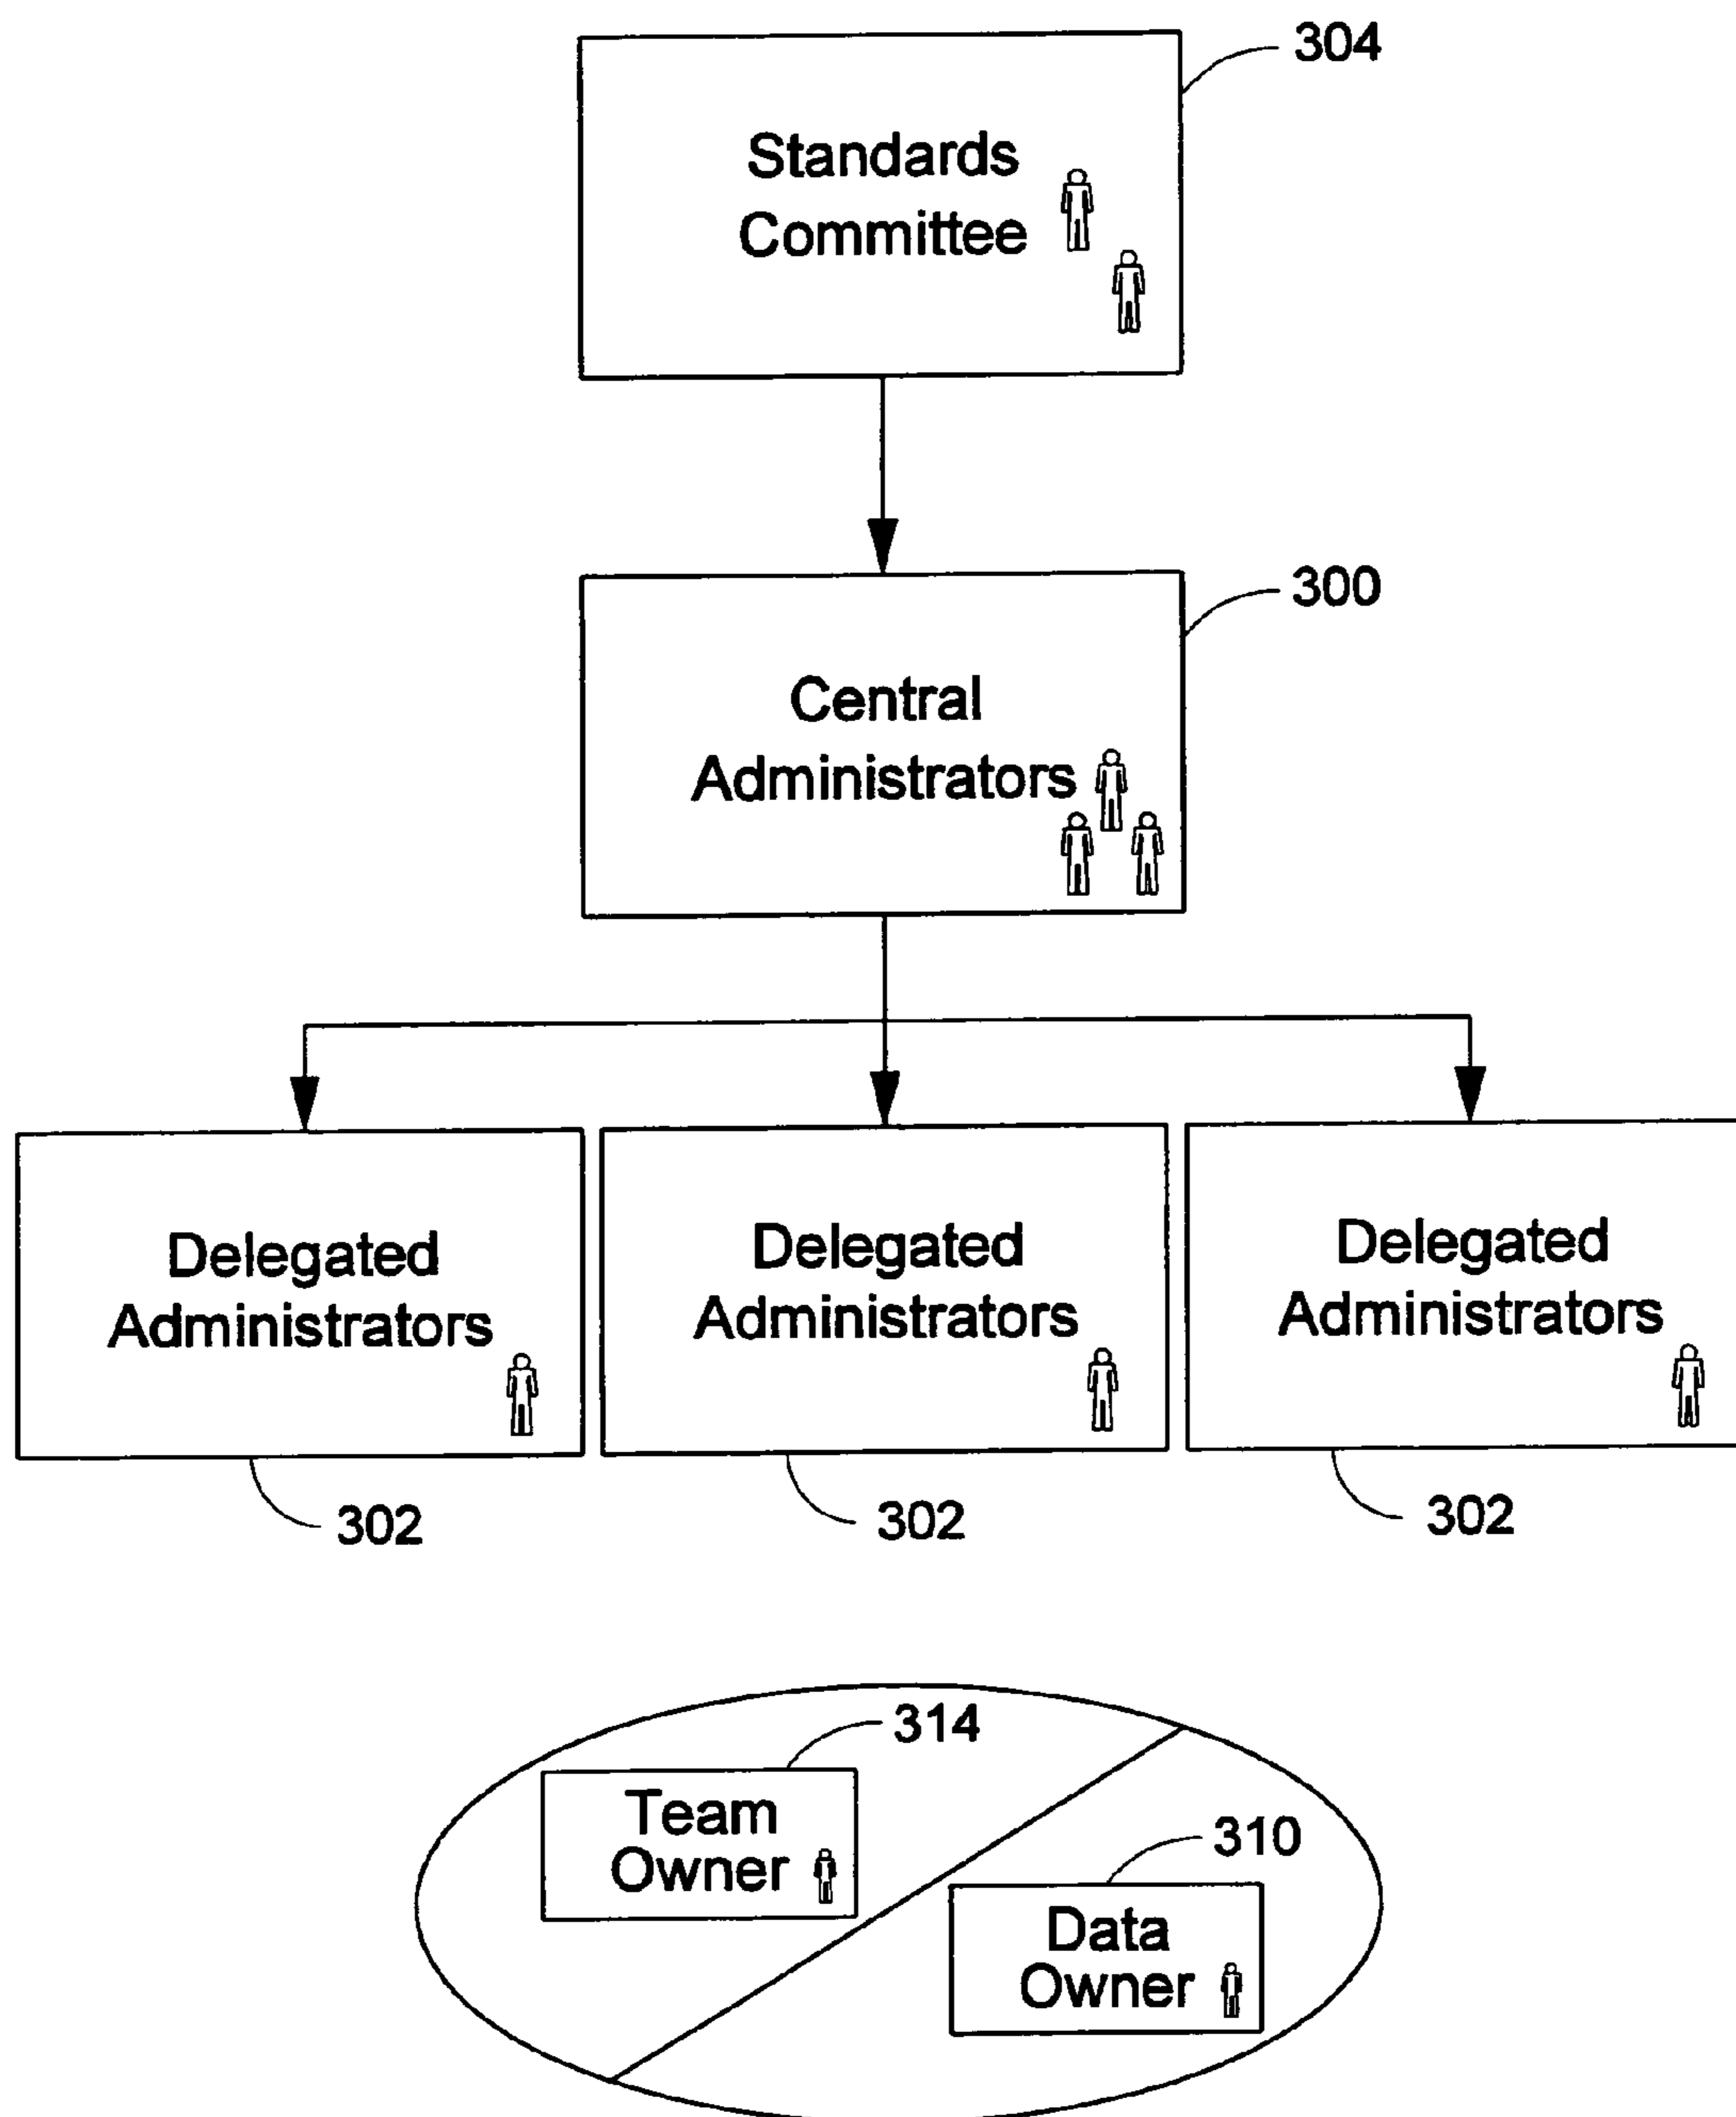 304
Standards
Committee
300
Central
Administrators
Delegated
Administrators
Delegated
Administrators
Delegated
Administrators
302
302
302
314
Team
Owner
310
Data
Owner